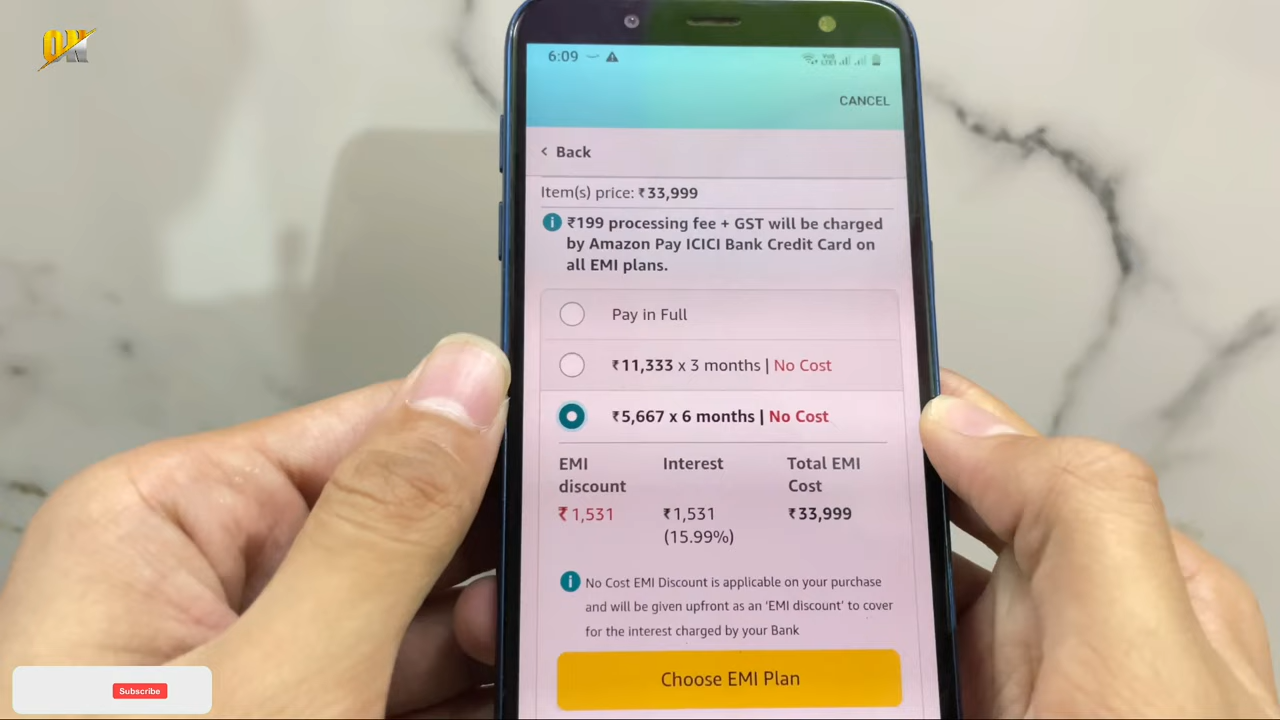 ON
6:09
CANCEL
< Back
Item(s) price: ₹33,999
₹199 processing fee + GST will be charged
by Amazon Pay ICICI Bank Credit Card on
all EMI plans.
Pay in Full
₹11,333 x 3 months | No Cost
₹5,667 x 6 months | No Cost
EMI discount Interest Total EMI Cost
₹1,531 ₹1,531 ₹33,999
(15.99%)
No Cost EMI Discount is applicable on your purchase
and will be given upfront as an 'EMI discount' to cover
for the interest charged by your Bank
Choose EMI Plan
Subscribe